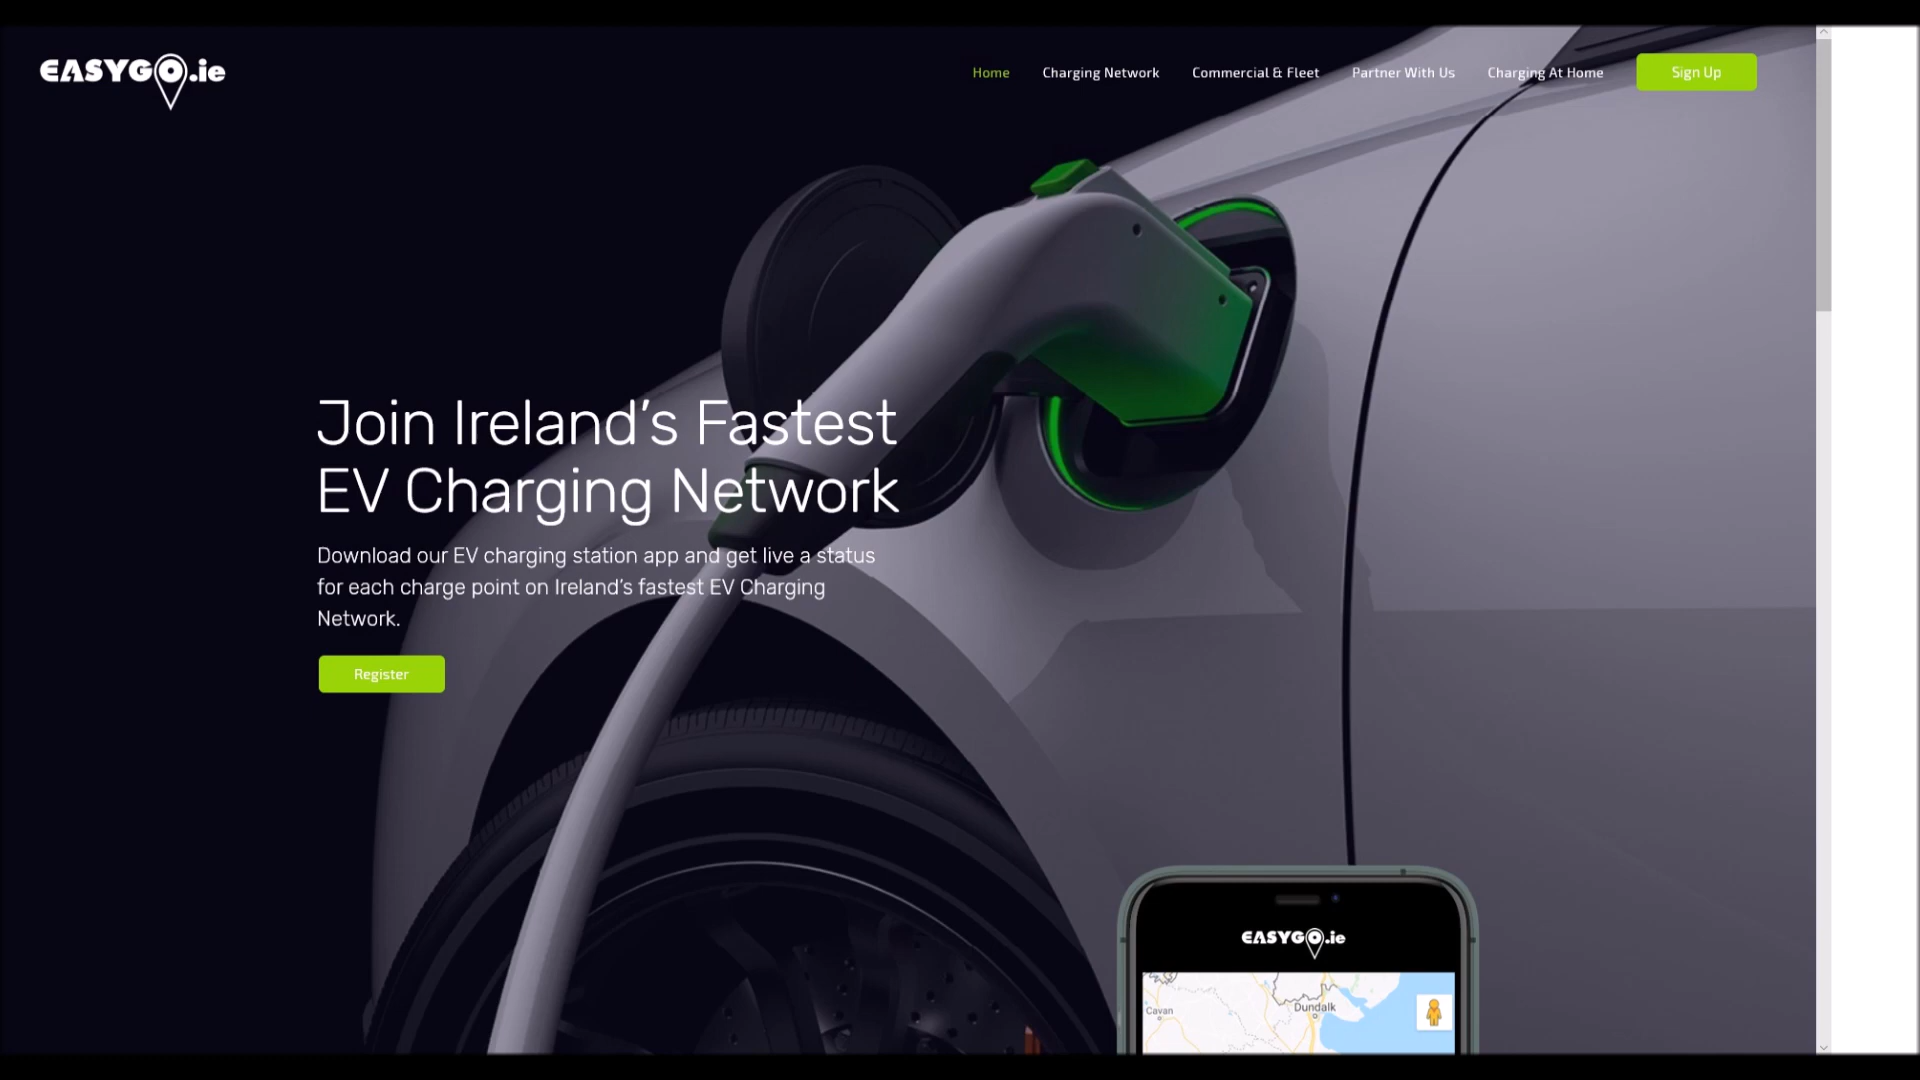 EASYGO.ie
Home
Charging Network
Commercial & Fleet
Partner With Us
Charging At Home
Sign Up
Join Ireland’s Fastest
EV Charging Network
Download our EV charging station app and get live a status
for each charge point on Ireland’s fastest EV Charging
Network.
Register
EASYGO.ie
Dundalk
Cavan